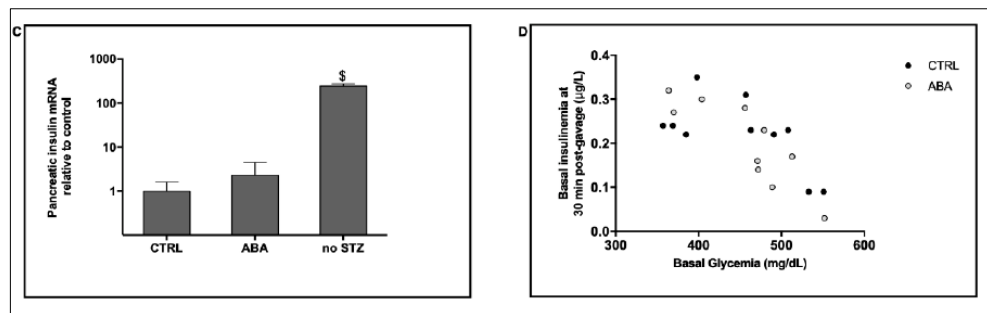 C
Pancreatic insulin mRNA
relative to control
1000
100
10
1
$
CTRL
ABA
no STZ
D
Basal insulinemia at
30 min post-gavage (µg/L)
0.4
0.3
0.2
0.1
0.0
300
400
500
600
Basal Glycemia (mg/dL)
CTRL
ABA